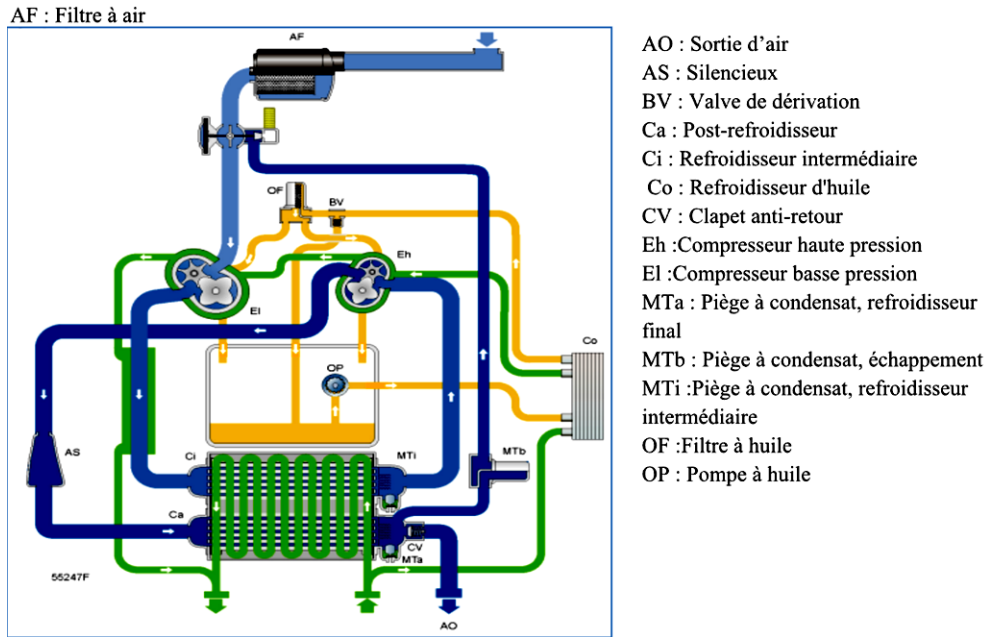 AF : Filtre à air
AF
OF
BV
Eh
El
OP
Co
AS
Ci
MTi
MTb
Ca
CV
MTa
55247F
AO
AO : Sortie d'air
AS : Silencieux
BV : Valve de dérivation
Ca : Post-refroidisseur
Ci : Refroidisseur intermédiaire
Co : Refroidisseur d'huile
CV : Clapet anti-retour
Eh :Compresseur haute pression
El :Compresseur basse pression
MTa : Piège à condensat, refroidisseur
final
MTb : Piège à condensat, échappement
MTi :Piège à condensat, refroidisseur
intermédiaire
OF :Filtre à huile
OP : Pompe à huile